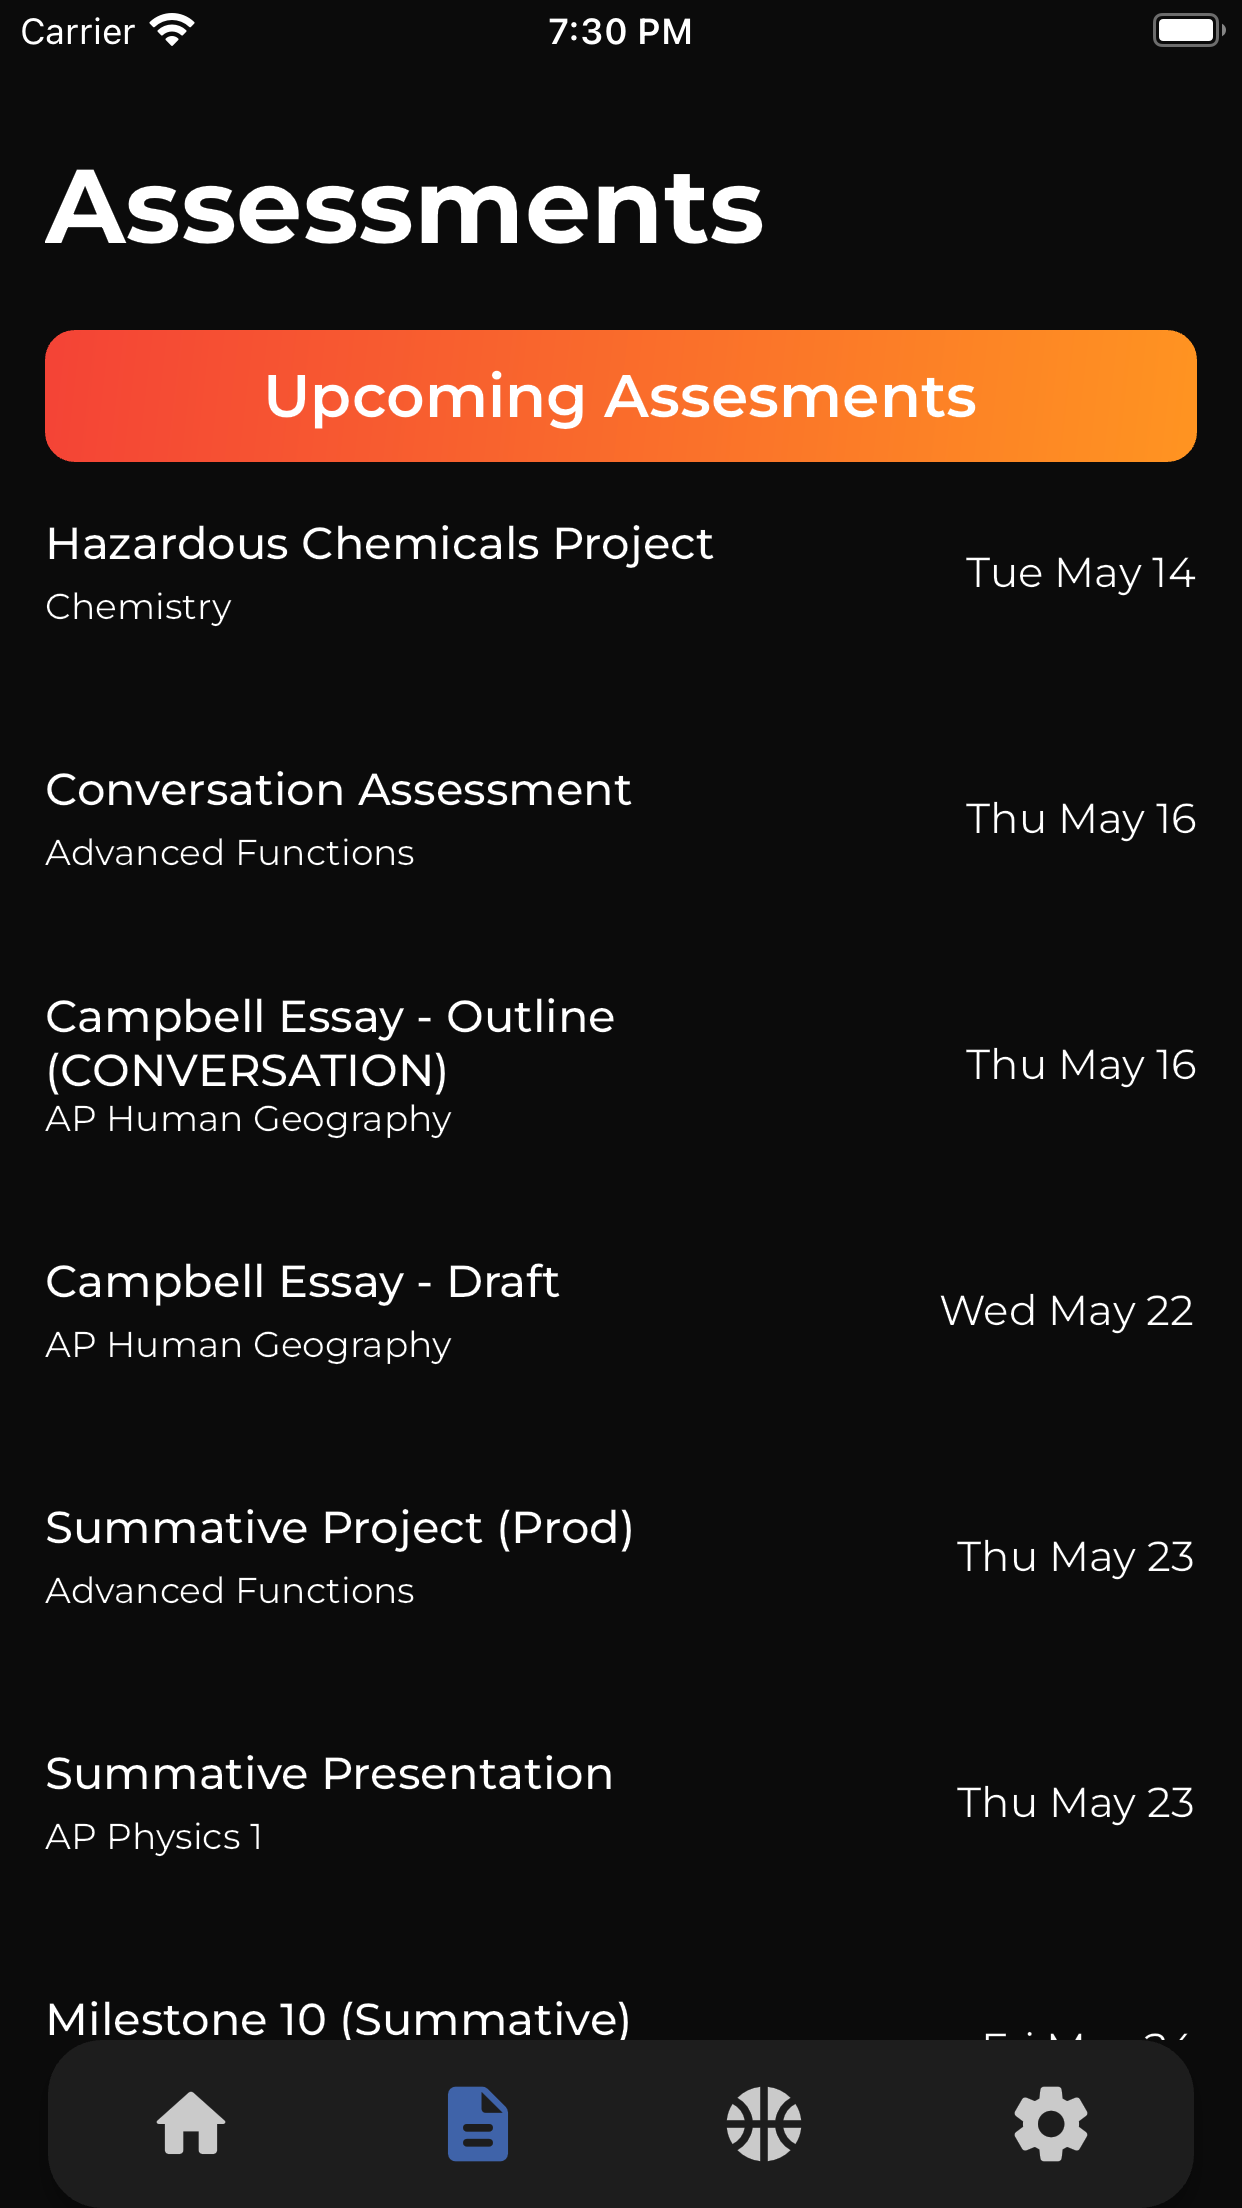 Carrier
7:30 PM
Assessments
Upcoming Assesments
Hazardous Chemicals Project
Chemistry
Tue May 14
Conversation Assessment
Advanced Functions
Thu May 16
Campbell Essay - Outline
(CONVERSATION)
AP Human Geography
Thu May 16
Campbell Essay - Draft
AP Human Geography
Wed May 22
Summative Project (Prod)
Advanced Functions
Thu May 23
Summative Presentation
AP Physics 1
Thu May 23
Milestone 10 (Summative)
Fri May 24